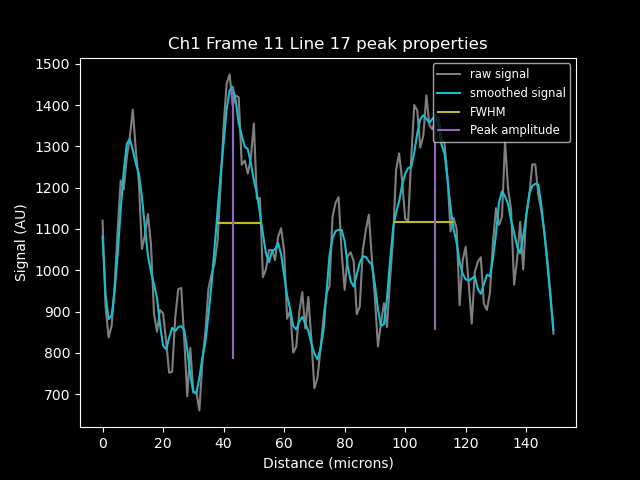 Ch1 Frame 11 Line 17 peak properties
raw signal
smoothed signal
FWHM
Peak amplitude
1500
1400
1300
1200
1100
1000
900
800
700
Signal (AU)
0 20 40 60 80 100 120 140
Distance (microns)